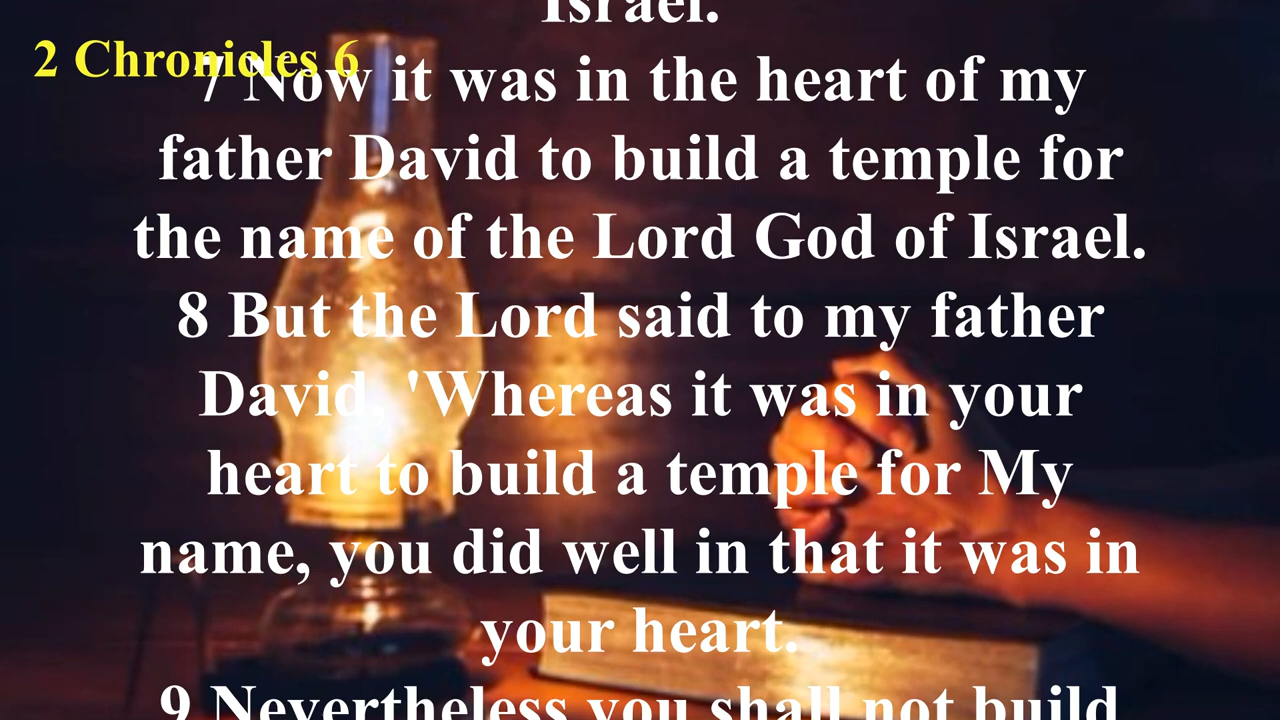 Israel.
2 Chronicles 6
7 Now it was in the heart of my
father David to build a temple for
the name of the Lord God of Israel.
8 But the Lord said to my father
David, 'Whereas it was in your
heart to build a temple for My
name, you did well in that it was in
your heart.
9 Nevertheless you shall not build